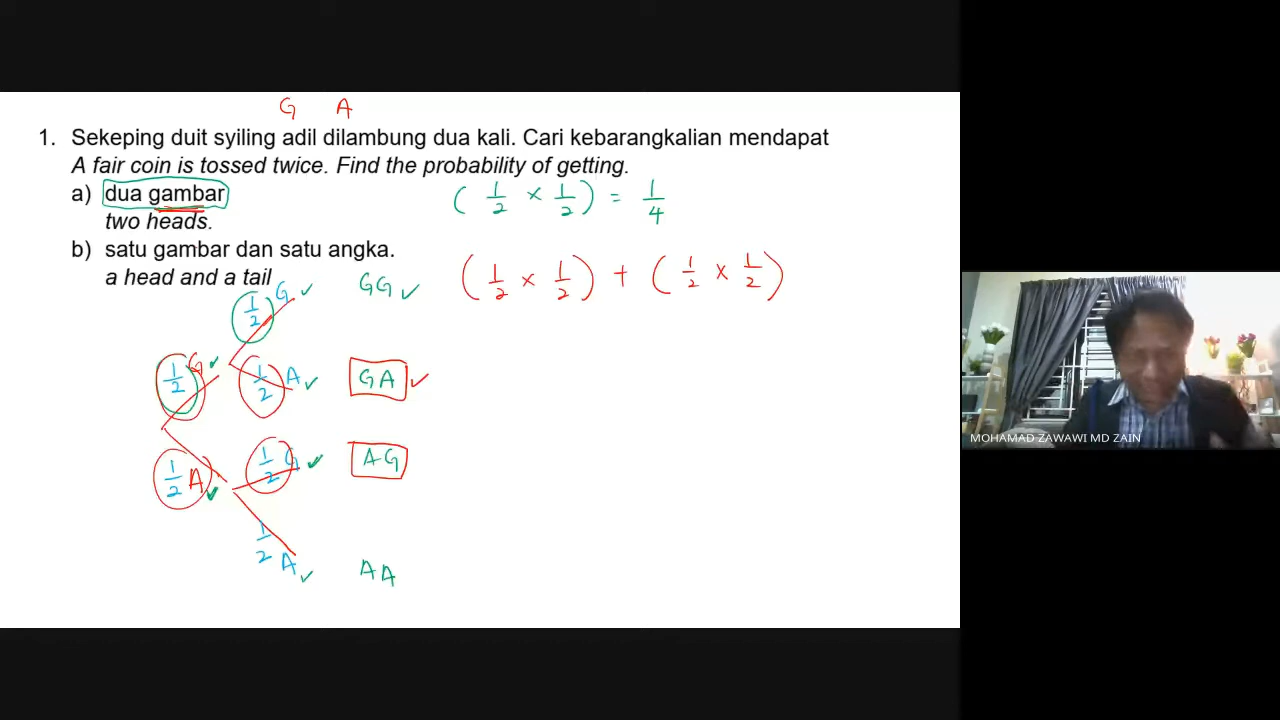 G A
1. Sekeping duit syiling adil dilambung dua kali. Cari kebarangkalian mendapat
A fair coin is tossed twice. Find the probability of getting.
a) dua gambar
two heads.
(1/2 × 1/2) = 1/4
b) satu gambar dan satu angka.
a head and a tail
(1/2 × 1/2) + (1/2 × 1/2)
1/2 G GG
1/2 G 1/2 A GA
1/2 A 1/2 G AG
1/2 A AA
MOHAMAD ZAWAWI MD ZAIN